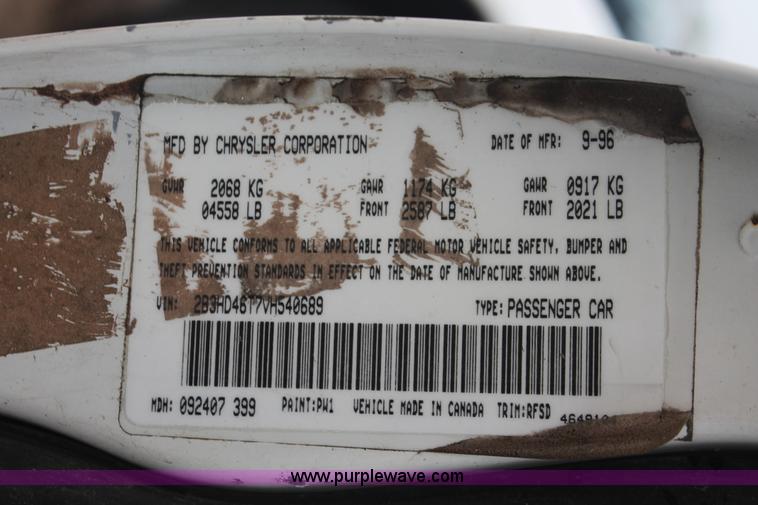 MFD BY CHRYSLER CORPORATION DATE OF MFR: 9-96
GVWR 2068 KG GAWR 1174 KG GAWR 0917 KG
04558 LB FRONT 2587 LB FRONT 2021 LB
THIS VEHICLE CONFORMS TO ALL APPLICABLE FEDERAL MOTOR VEHICLE SAFETY, BUMPER AND
THEFT PREVENTION STANDARDS IN EFFECT ON THE DATE OF MANUFACTURE SHOWN ABOVE.
VIN: 2B3HD46T7VH540689 TYPE: PASSENGER CAR
MDH: 092407 399 PAINT:PW1 VEHICLE MADE IN CANADA TRIM:RFSD
www.purplewave.com